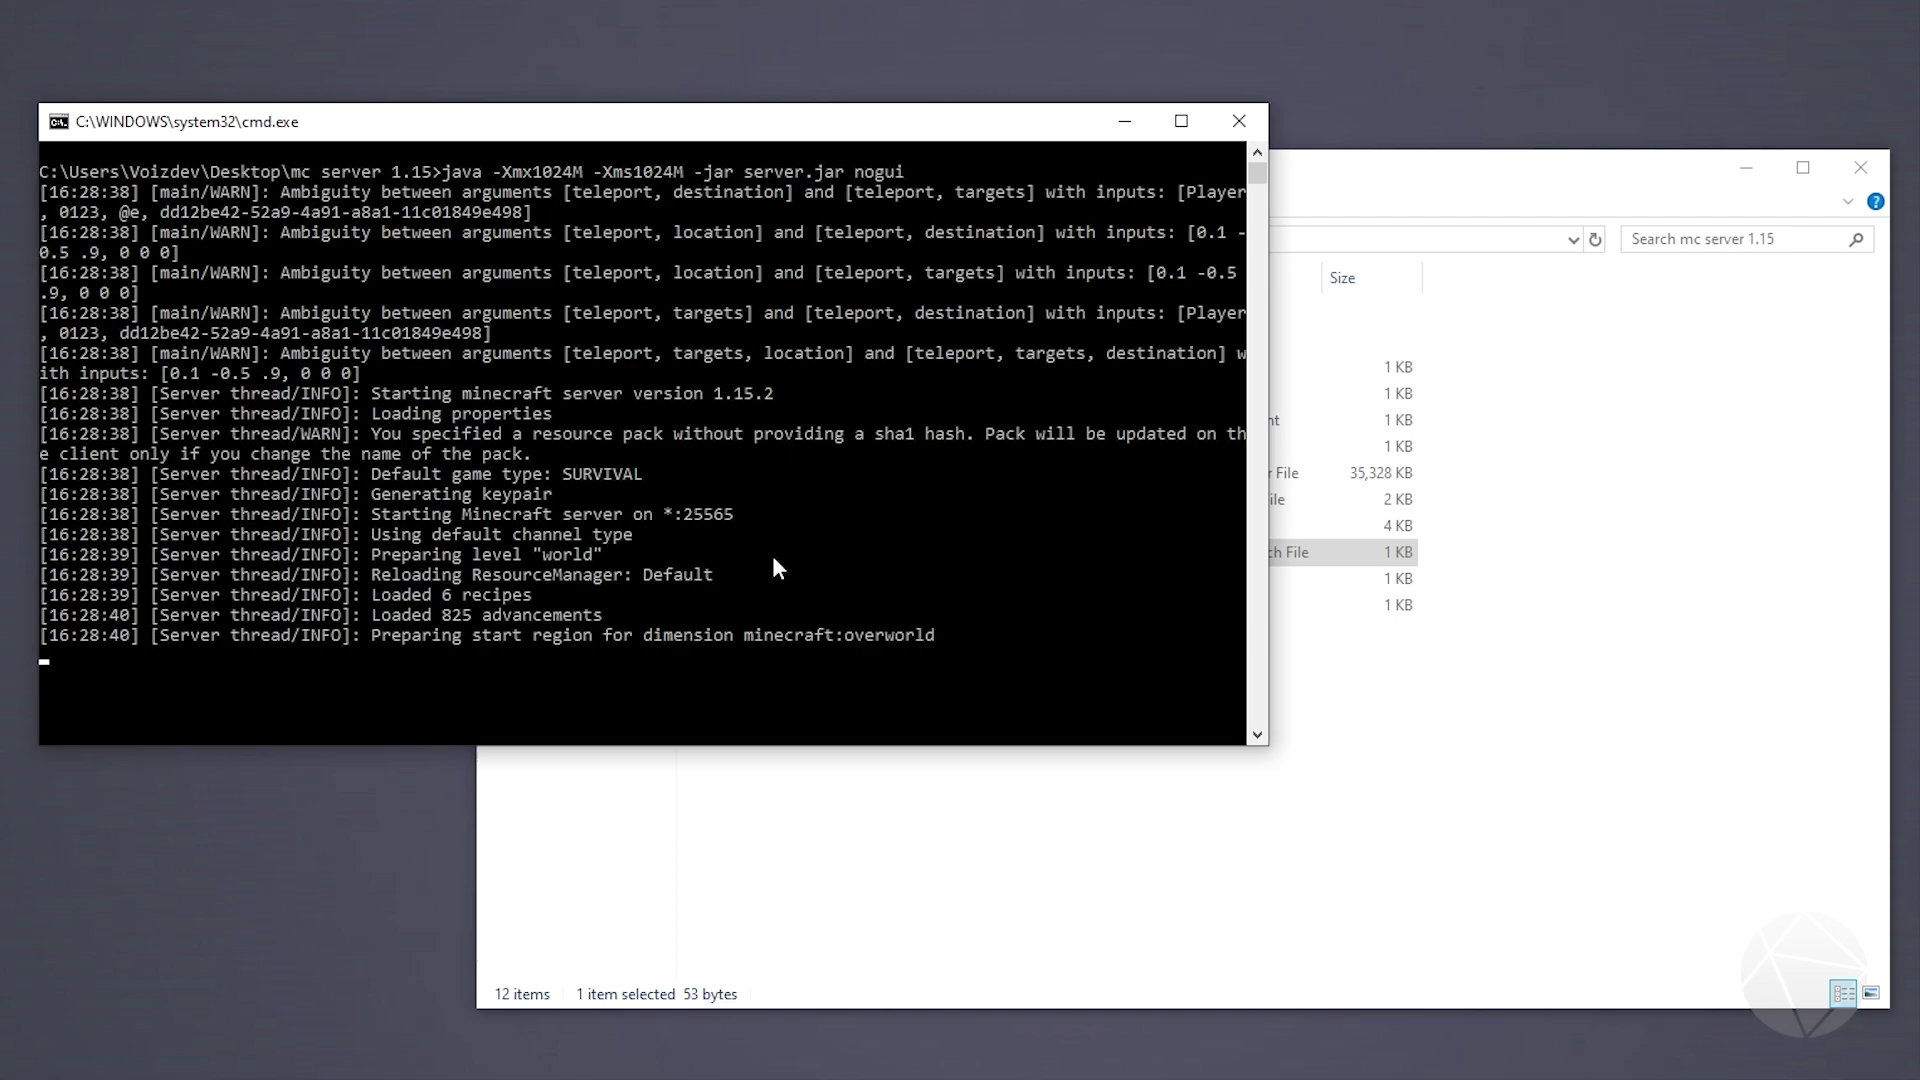 C:\WINDOWS\system32\cmd.exe
C:\Users\Voizdev\Desktop\mc server 1.15>java -Xmx1024M -Xms1024M -jar server.jar nogui
[16:28:38] [main/WARN]: Ambiguity between arguments [teleport, destination] and [teleport, targets] with inputs: [Player
, 0123, @e, dd12be42-52a9-4a91-a8a1-11c01849e498]
[16:28:38] [main/WARN]: Ambiguity between arguments [teleport, location] and [teleport, destination] with inputs: [0.1 -
0.5 .9, 0 0 0]
[16:28:38] [main/WARN]: Ambiguity between arguments [teleport, location] and [teleport, targets] with inputs: [0.1 -0.5
.9, 0 0 0]
[16:28:38] [main/WARN]: Ambiguity between arguments [teleport, targets] and [teleport, destination] with inputs: [Player
, 0123, dd12be42-52a9-4a91-a8a1-11c01849e498]
[16:28:38] [main/WARN]: Ambiguity between arguments [teleport, targets, location] and [teleport, targets, destination] w
ith inputs: [0.1 -0.5 .9, 0 0 0]
[16:28:38] [Server thread/INFO]: Starting minecraft server version 1.15.2
[16:28:38] [Server thread/INFO]: Loading properties
[16:28:38] [Server thread/WARN]: You specified a resource pack without providing a sha1 hash. Pack will be updated on th
e client only if you change the name of the pack.
[16:28:38] [Server thread/INFO]: Default game type: SURVIVAL
[16:28:38] [Server thread/INFO]: Generating keypair
[16:28:38] [Server thread/INFO]: Starting Minecraft server on *:25565
[16:28:38] [Server thread/INFO]: Using default channel type
[16:28:39] [Server thread/INFO]: Preparing level "world"
[16:28:39] [Server thread/INFO]: Reloading ResourceManager: Default
[16:28:39] [Server thread/INFO]: Loaded 6 recipes
[16:28:40] [Server thread/INFO]: Loaded 825 advancements
[16:28:40] [Server thread/INFO]: Preparing start region for dimension minecraft:overworld
Search mc server 1.15
Size
1 KB
1 KB
nt 1 KB
1 KB
r File 35,328 KB
ile 2 KB
4 KB
ch File 1 KB
1 KB
1 KB
12 items 1 item selected 53 bytes